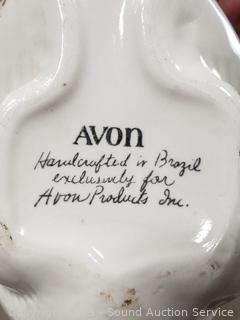 AVON
Handcrafted in Brazil
exclusively for
Avon Products Inc.
Sound Auction Service